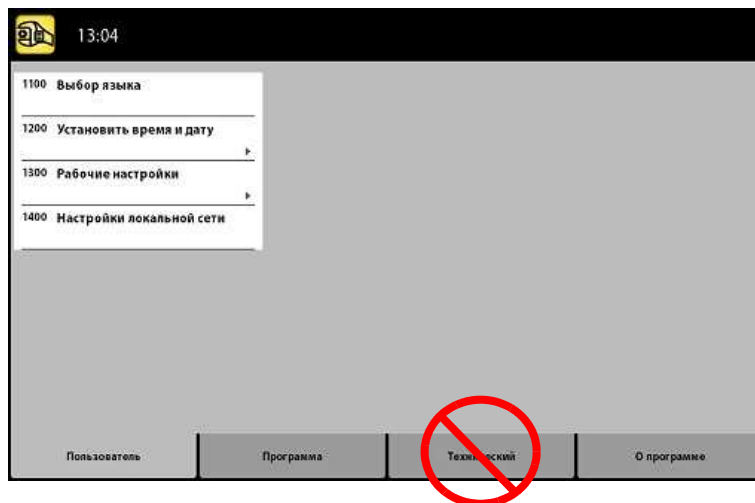 13:04
1100 Выбор языка
1200 Установить время и дату
1300 Рабочие настройки
1400 Настройки локальной сети
Пользователь Программа Технический О программе